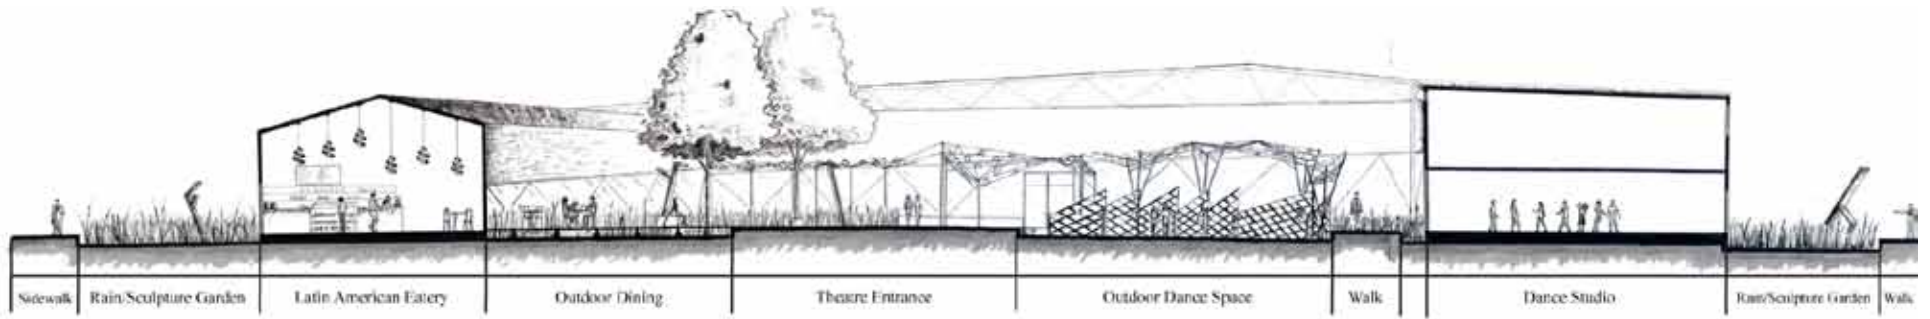 Sidewalk
Rain/Sculpture Garden
Latin American Eatery
Outdoor Dining
Theatre Entrance
Outdoor Dance Space
Walk
Dance Studio
Rain/Sculpture Garden
Walk